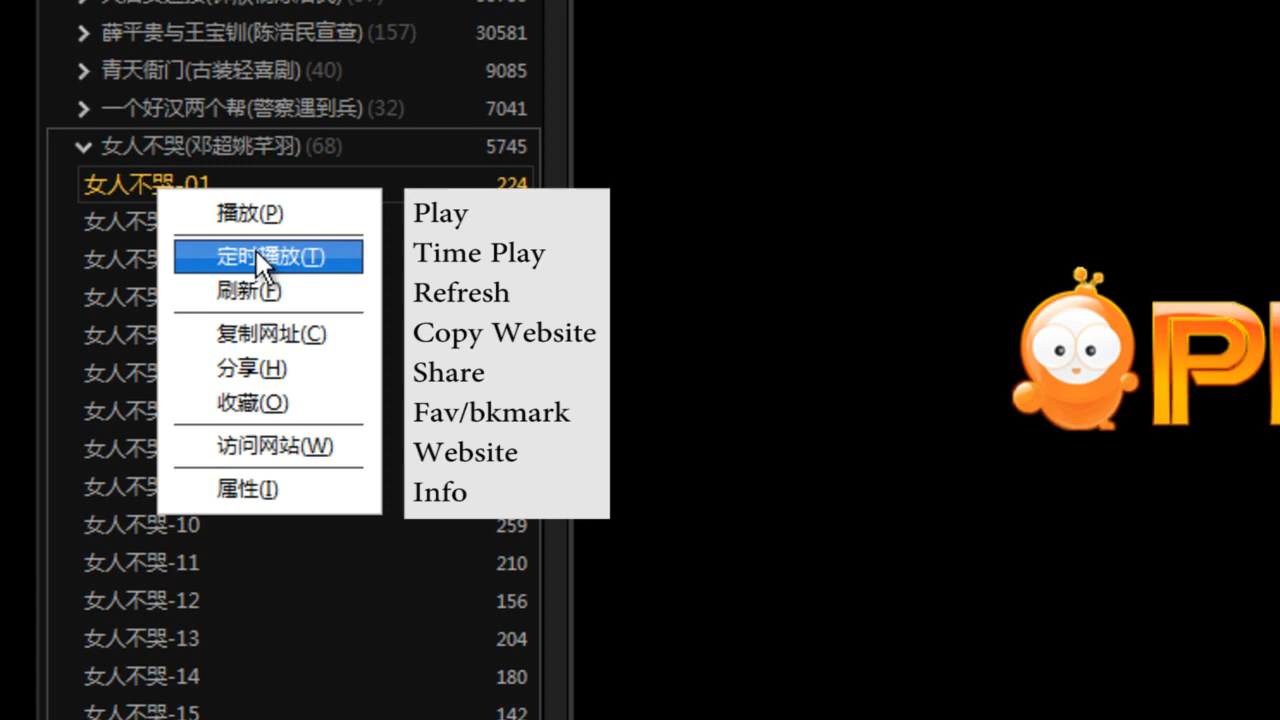 薛平贵与王宝钏(陈浩民宣萱) (157) 30581
青天衙门(古装轻喜剧) (40) 9085
一个好汉两个帮(警察遇到兵) (32) 7041
女人不哭(邓超姚芊羽) (68) 5745
女人不哭-01 224
播放(P)
定时播放(T)
刷新(F)
复制网址(C)
分享(H)
收藏(O)
访问网站(W)
属性(I)
Play
Time Play
Refresh
Copy Website
Share
Fav/bkmark
Website
Info
女人不哭-10 259
女人不哭-11 210
女人不哭-12 156
女人不哭-13 204
女人不哭-14 180
女人不哭-15 142